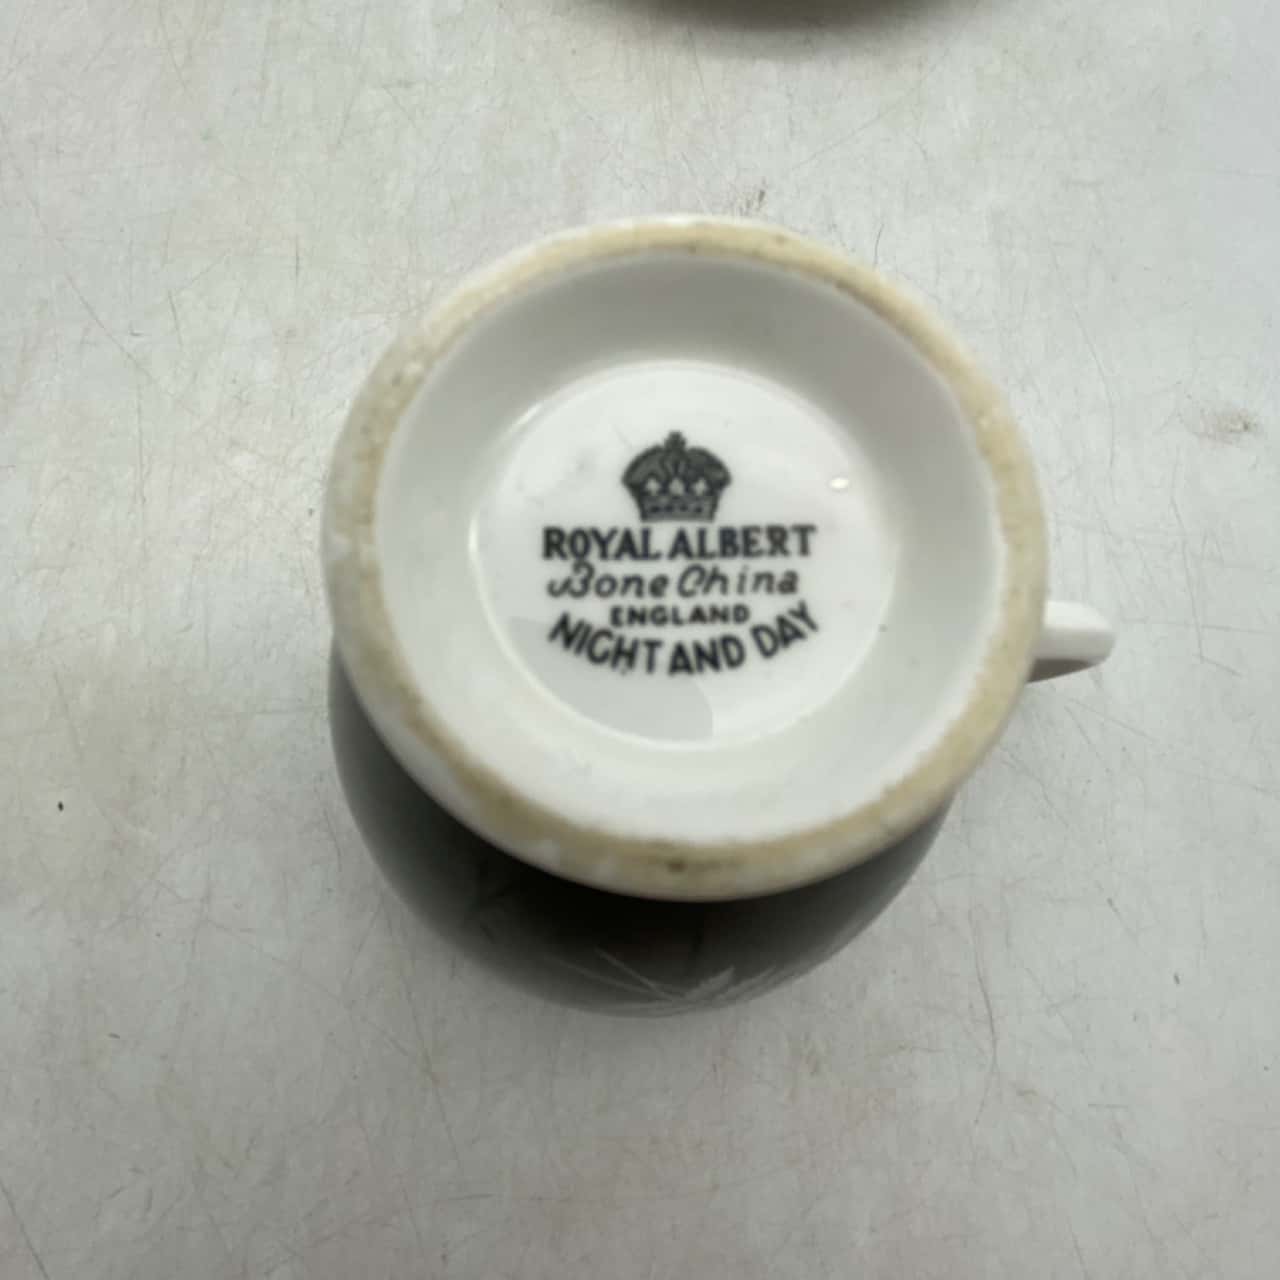 ROYAL ALBERT
Bone China
ENGLAND
NIGHT AND DAY